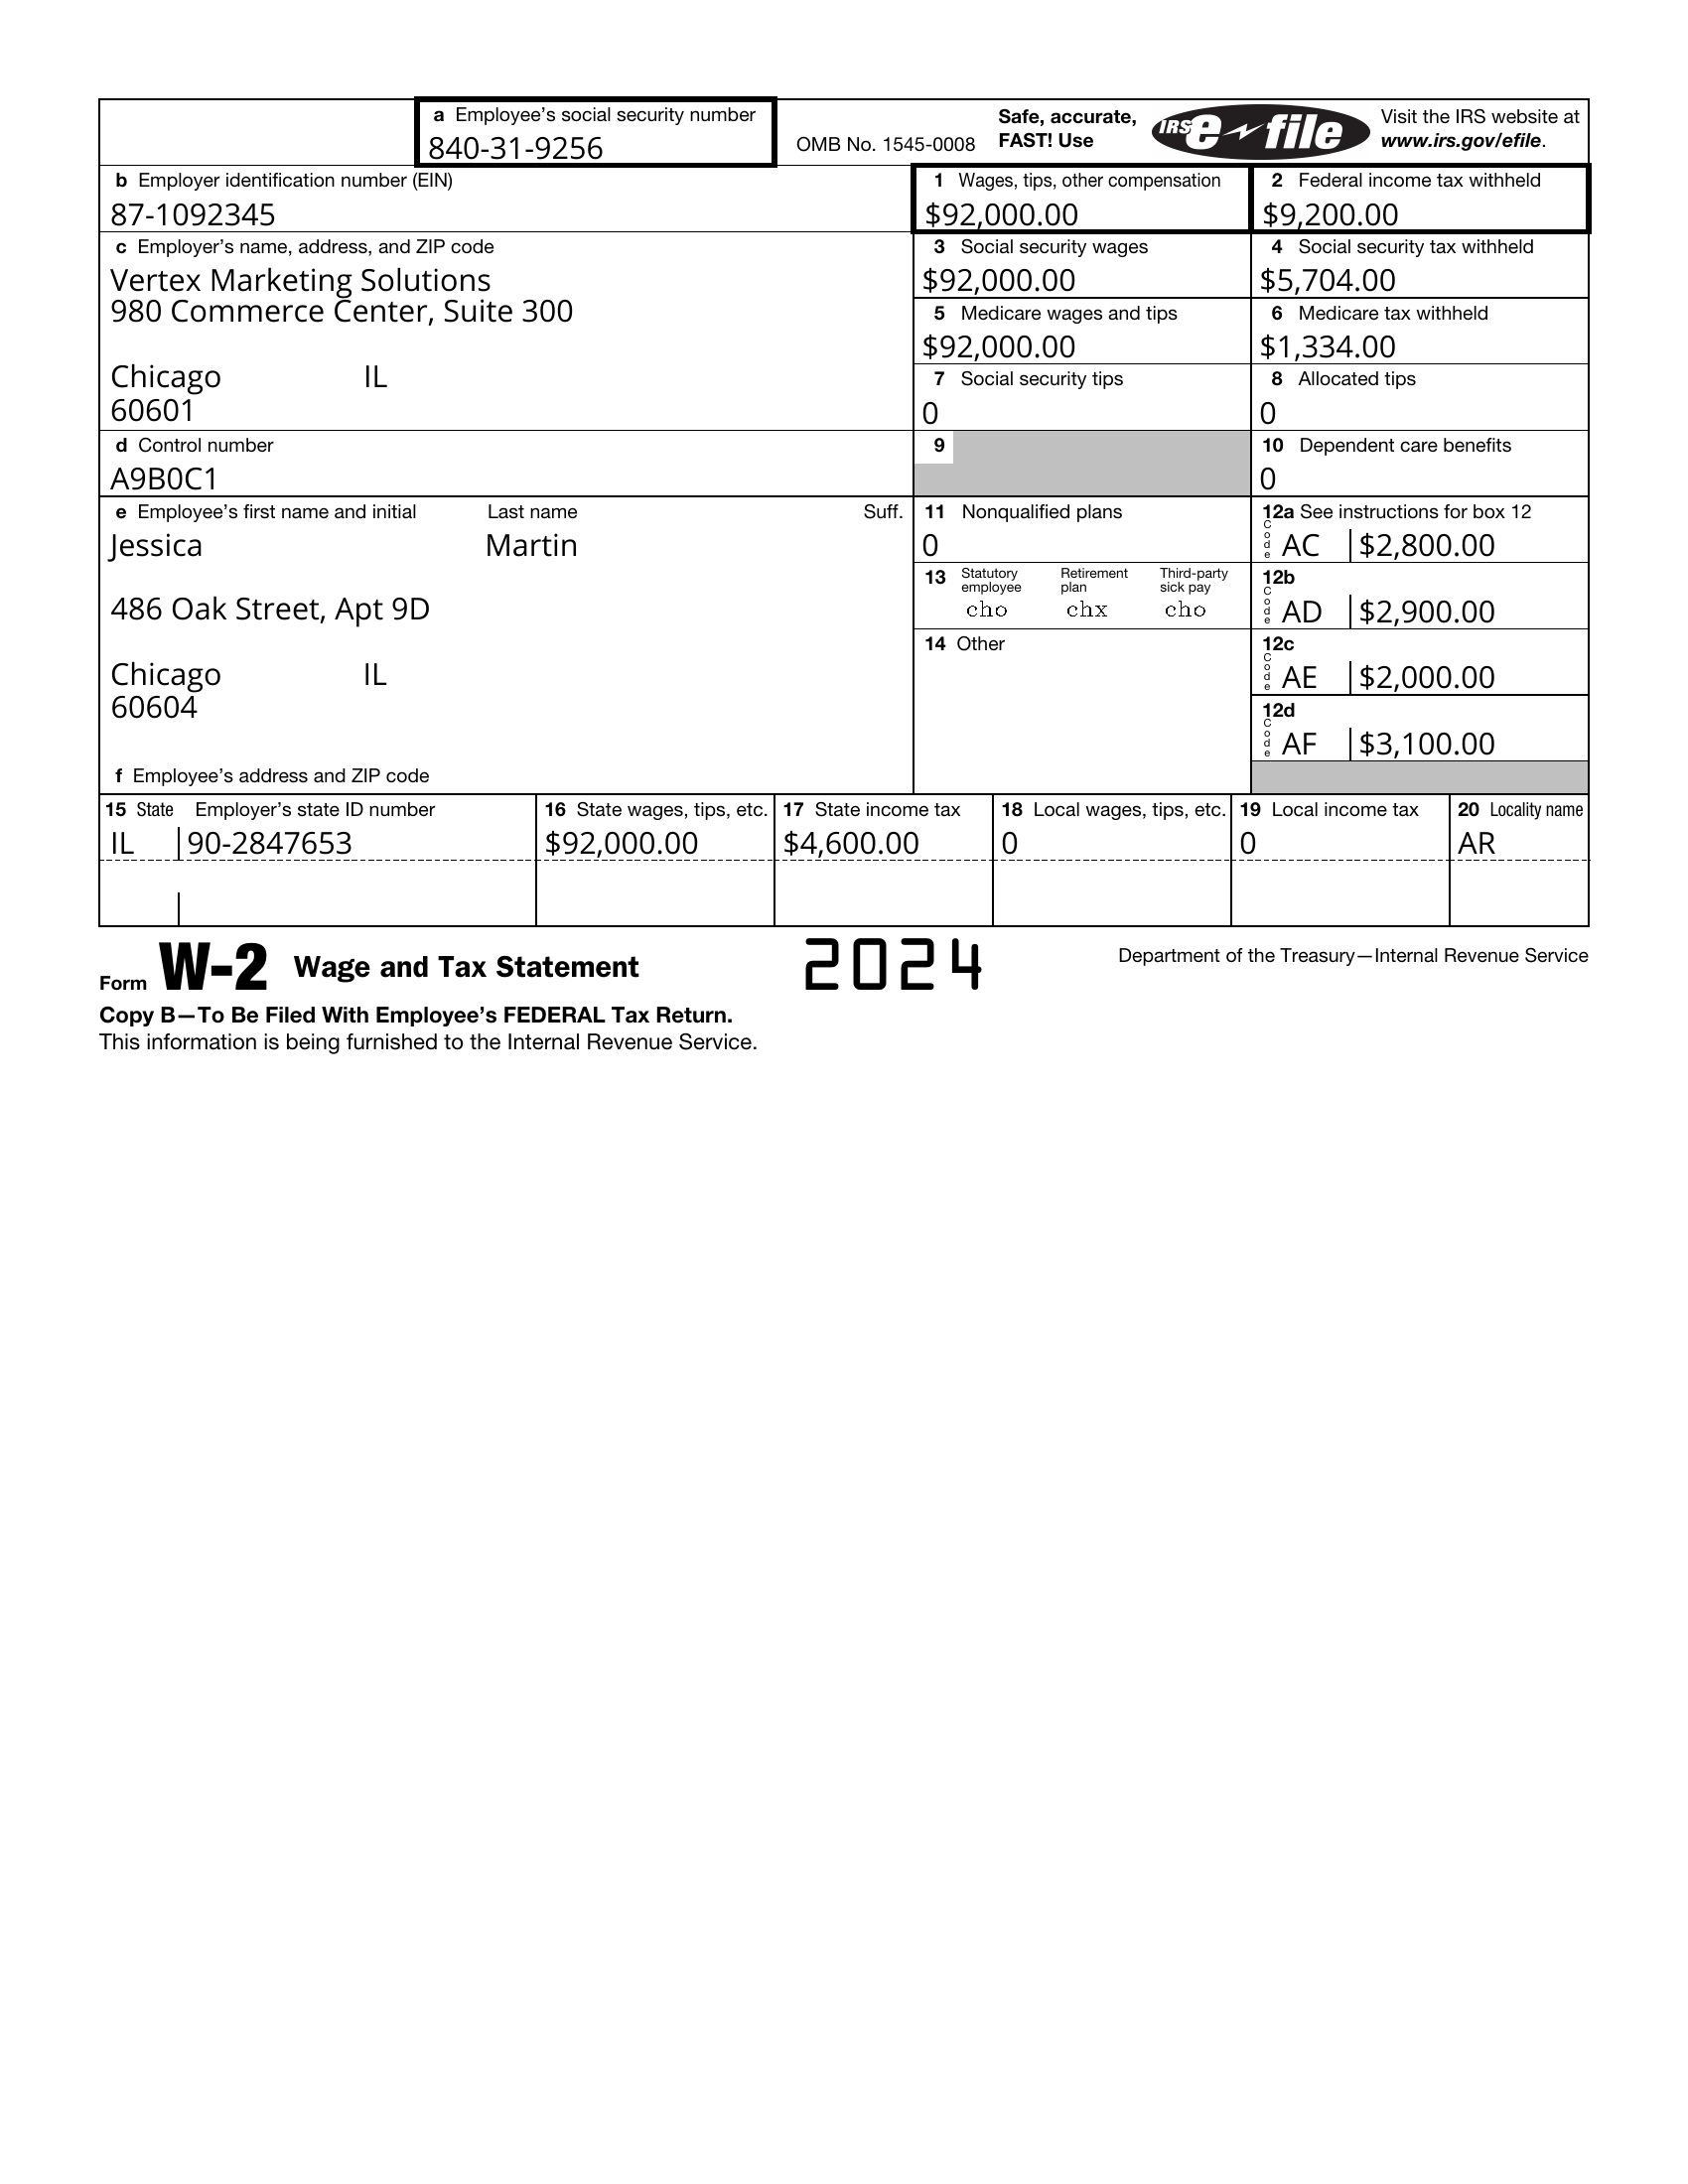 a Employee's social security number
840-31-9256
OMB No. 1545-0008
Safe, accurate,
FAST! Use
IRS e-file
Visit the IRS website at
www.irs.gov/efile.
b Employer identification number (EIN)
87-1092345
1 Wages, tips, other compensation
$92,000.00
2 Federal income tax withheld
$9,200.00
c Employer's name, address, and ZIP code
Vertex Marketing Solutions
980 Commerce Center, Suite 300
Chicago IL
60601
3 Social security wages
$92,000.00
4 Social security tax withheld
$5,704.00
5 Medicare wages and tips
$92,000.00
6 Medicare tax withheld
$1,334.00
7 Social security tips
0
8 Allocated tips
0
d Control number
A9B0C1
9
10 Dependent care benefits
0
e Employee's first name and initial Last name Suff.
Jessica Martin
486 Oak Street, Apt 9D
Chicago IL
60604
f Employee's address and ZIP code
11 Nonqualified plans
0
12a See instructions for box 12
Code AC $2,800.00
13 Statutory employee Retirement plan Third-party sick pay
cho chx cho
12b
Code AD $2,900.00
14 Other
12c
Code AE $2,000.00
12d
Code AF $3,100.00
15 State Employer's state ID number
IL 90-2847653
16 State wages, tips, etc.
$92,000.00
17 State income tax
$4,600.00
18 Local wages, tips, etc.
0
19 Local income tax
0
20 Locality name
AR
Form W-2 Wage and Tax Statement
2024
Department of the Treasury—Internal Revenue Service
Copy B—To Be Filed With Employee's FEDERAL Tax Return.
This information is being furnished to the Internal Revenue Service.